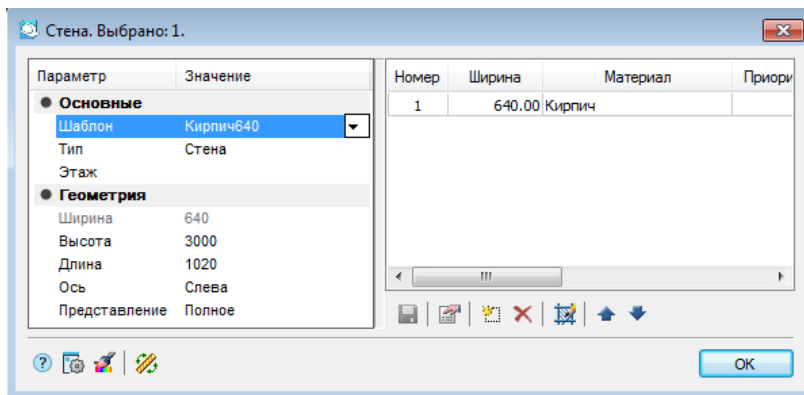 Стена. Выбрано: 1.
Параметр Значение
Основные
Шаблон Кирпич640
Тип Стена
Этаж
Геометрия
Ширина 640
Высота 3000
Длина 1020
Ось Слева
Представление Полное
Номер Ширина Материал Приори
1 640.00 Кирпич
OK